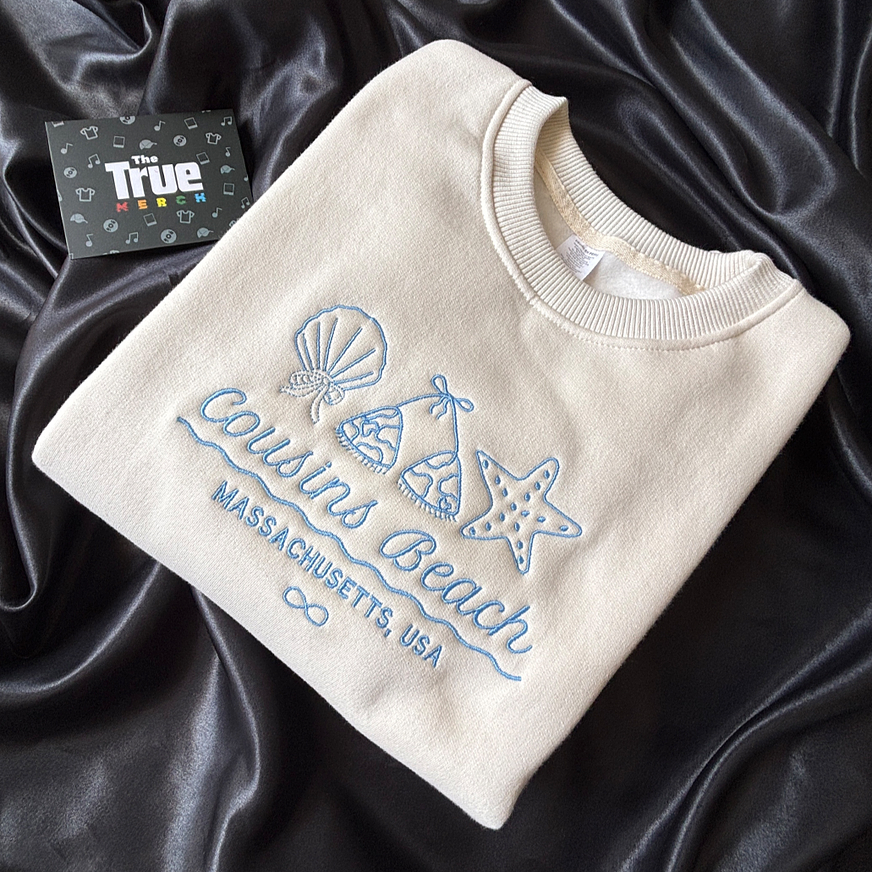 The
True
MERCH
Cousins Beach
MASSACHUSETTS, USA